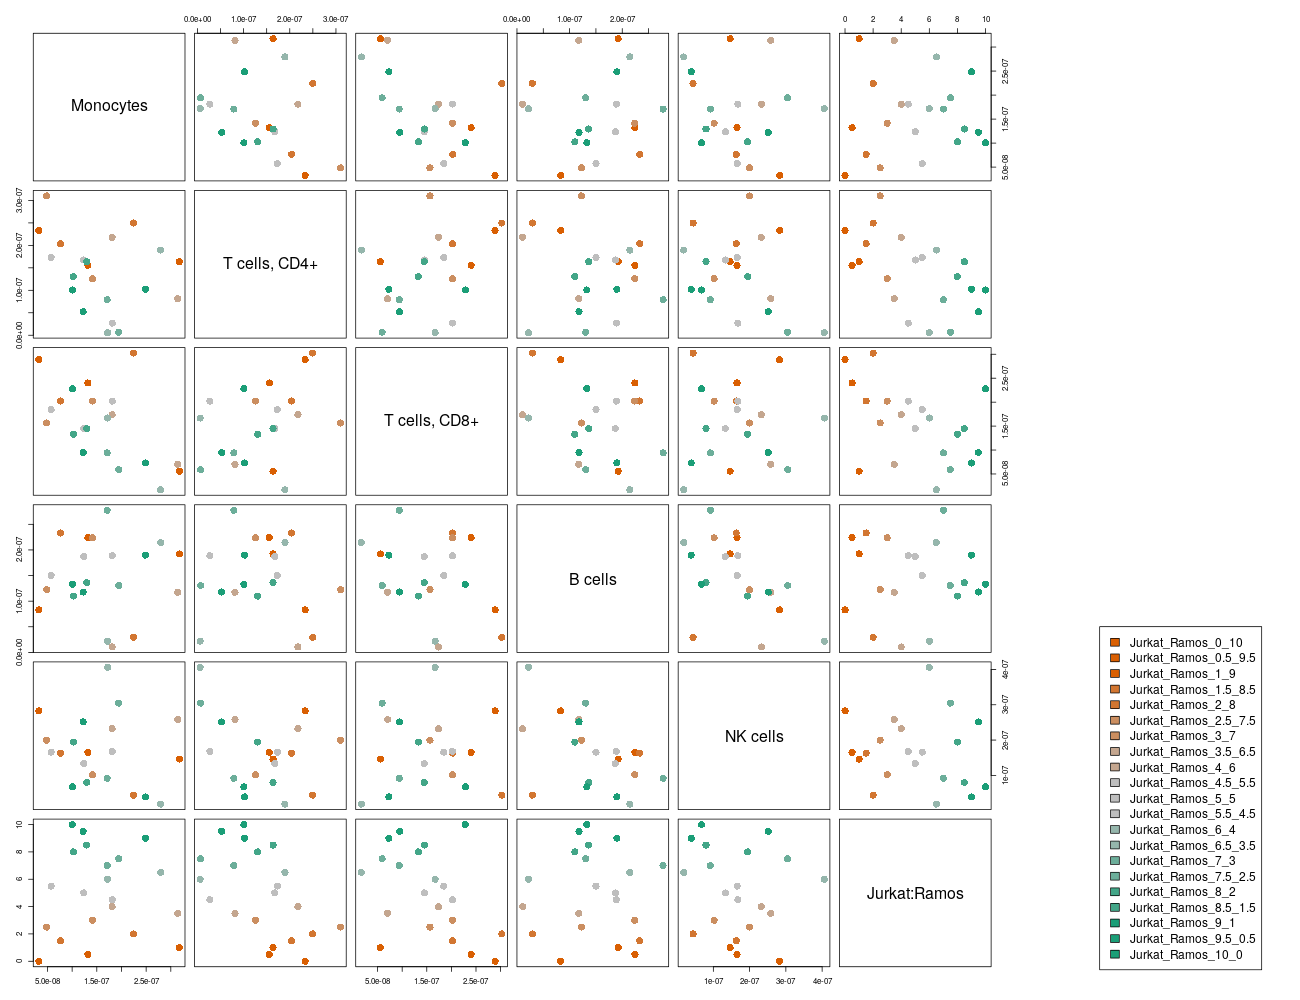 0.0e+00 1.0e-07 2.0e-07 3.0e-07
0.0e+00 1.0e-07 2.0e-07
0 2 4 6 8 10
Monocytes
5.0e-08 1.5e-07 2.5e-07
0.0e+00 1.0e-07 2.0e-07 3.0e-07
T cells, CD4+
T cells, CD8+
5.0e-08 1.5e-07 2.5e-07
0.0e+00 1.0e-07 2.0e-07
B cells
NK cells
1e-07 2e-07 3e-07 4e-07
0 2 4 6 8 10
Jurkat:Ramos
5.0e-08 1.5e-07 2.5e-07
5.0e-08 1.5e-07 2.5e-07
1e-07 2e-07 3e-07 4e-07
Jurkat_Ramos_0_10
Jurkat_Ramos_0.5_9.5
Jurkat_Ramos_1_9
Jurkat_Ramos_1.5_8.5
Jurkat_Ramos_2_8
Jurkat_Ramos_2.5_7.5
Jurkat_Ramos_3_7
Jurkat_Ramos_3.5_6.5
Jurkat_Ramos_4_6
Jurkat_Ramos_4.5_5.5
Jurkat_Ramos_5_5
Jurkat_Ramos_5.5_4.5
Jurkat_Ramos_6_4
Jurkat_Ramos_6.5_3.5
Jurkat_Ramos_7_3
Jurkat_Ramos_7.5_2.5
Jurkat_Ramos_8_2
Jurkat_Ramos_8.5_1.5
Jurkat_Ramos_9_1
Jurkat_Ramos_9.5_0.5
Jurkat_Ramos_10_0